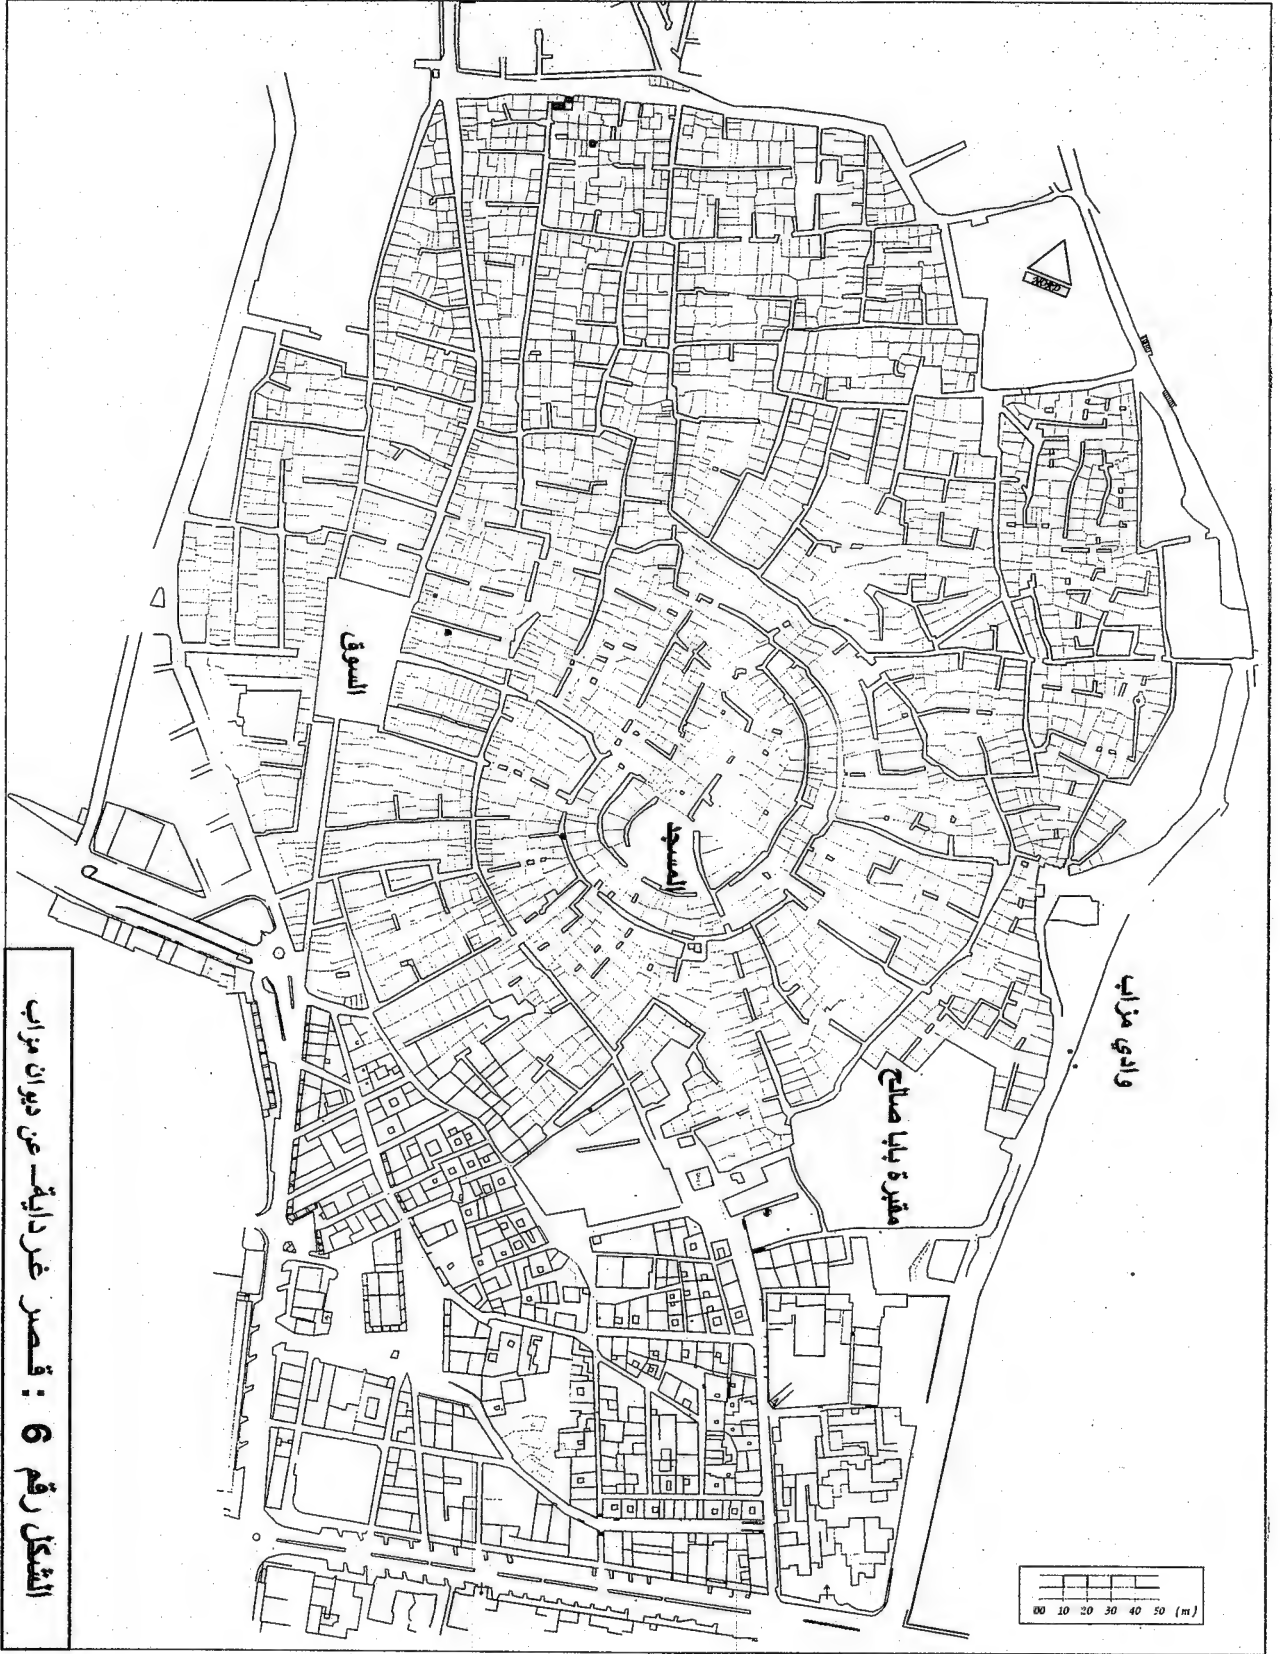 NORD
السوق
المسجد
وادي مزاب
مقبرة بابا صالح
الشكل رقم 6 : قصر غرداية – عن ديوان مزاب
00 10 20 30 40 50 (m)